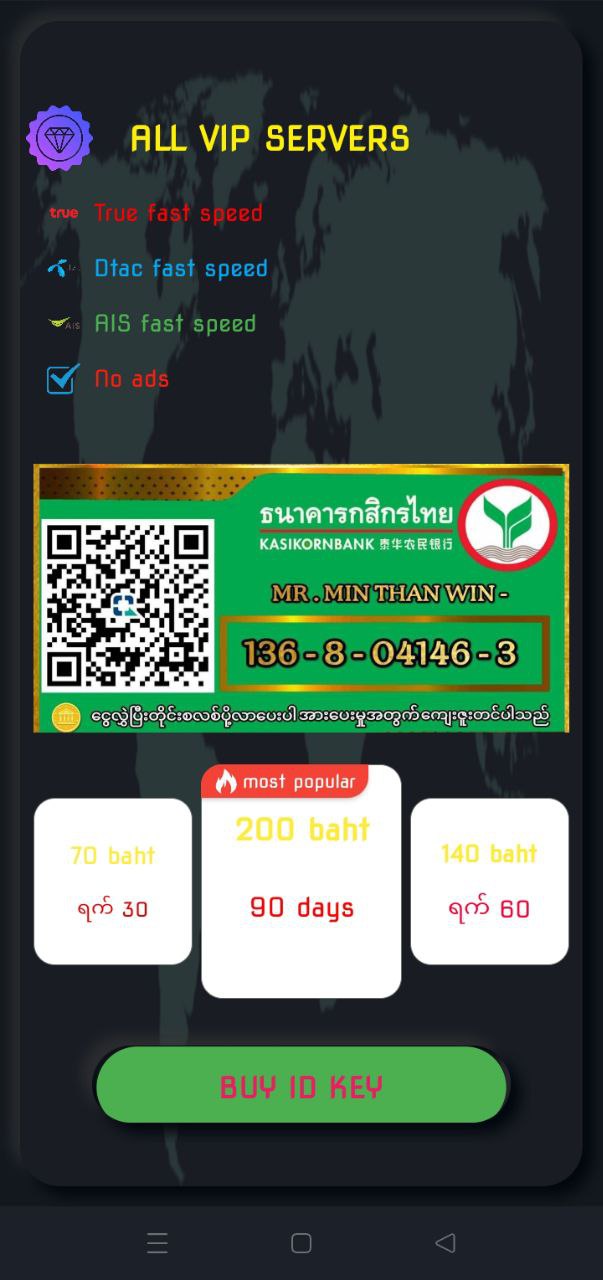 ALL VIP SERVERS
true True fast speed
Dtac fast speed
AIS AIS fast speed
No ads
ธนาคารกสิกรไทย
KASIKORNBANK 泰华农民银行
MR . MIN THAN WIN -
136 - 8 - 04146 - 3
ငွေလွှဲပြီးတိုင်းစလစ်ပို့လာပေးပါ အားပေးမှုအတွက် ကျေးဇူးတင်ပါသည်
most popular
200 baht
90 days
70 baht
ရက် 30
140 baht
ရက် 60
BUY ID KEY